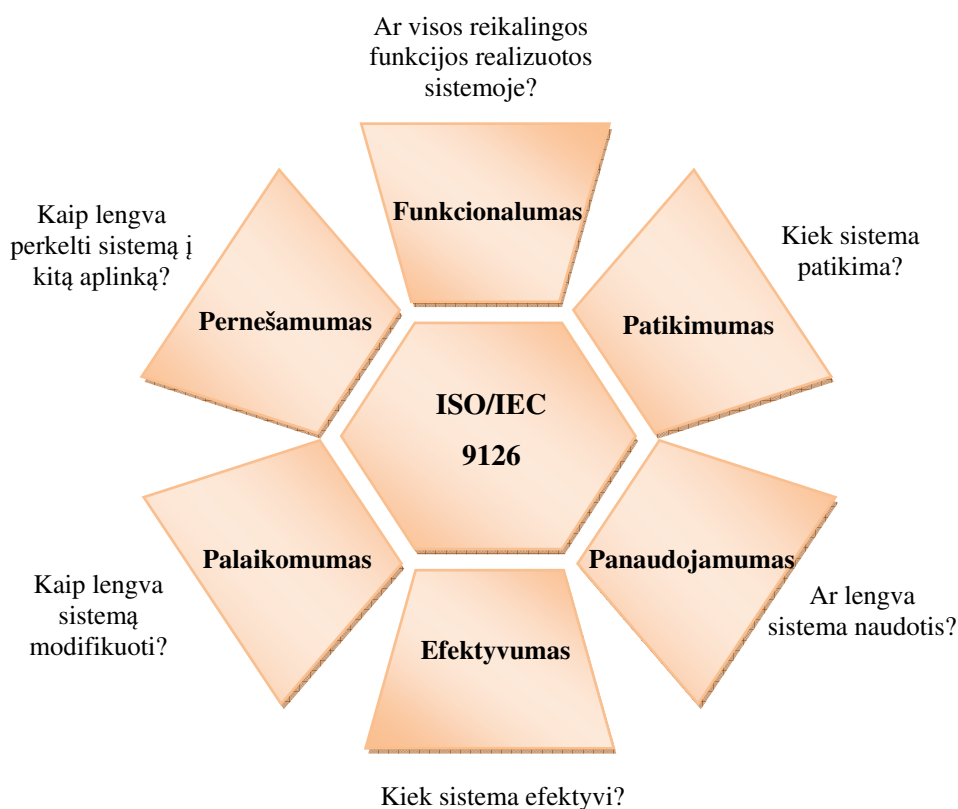 Ar visos reikalingos
funkcijos realizuotos
sistemoje?
Funkcionalumas
Kaip lengva
perkelti sistemą į
kitą aplinką?
Pernešamumas
Kiek sistema
patikima?
Patikimumas
ISO/IEC
9126
Palaikomumas
Kaip lengva
sistemą
modifikuoti?
Panaudojamumas
Ar lengva
sistema naudotis?
Efektyvumas
Kiek sistema efektyvi?